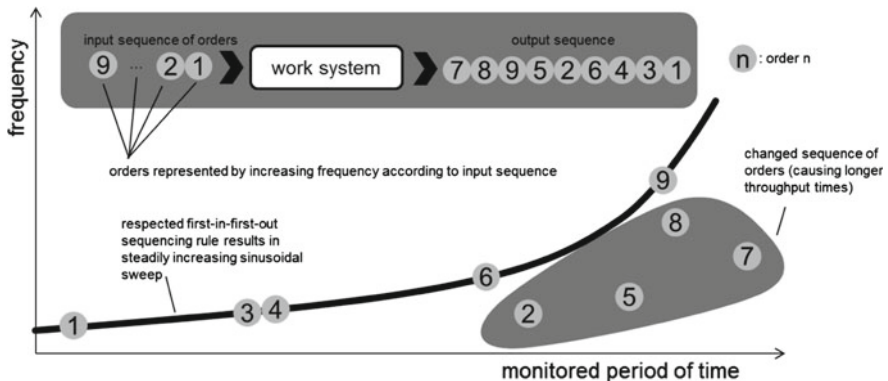 input sequence of orders
9 ... 2 1
work system
output sequence
7 8 9 5 2 6 4 3 1
n : order n
frequency
orders represented by increasing frequency according to input sequence
changed sequence of
orders (causing longer
throughput times)
respected first-in-first-out
sequencing rule results in
steadily increasing sinusoidal
sweep
9
8
7
6
5
2
3 4
1
monitored period of time